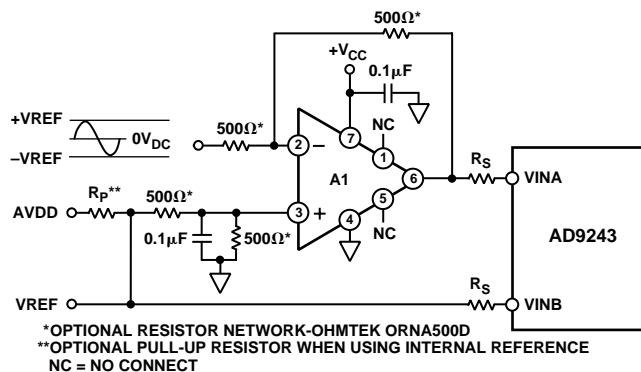 500Ω*
+VCC
0.1μF
+VREF
0VDC
–VREF
500Ω*
NC
2
–
7
1
A1
6
RS
VINA
AVDD
RP**
500Ω*
3
+
5
4
NC
0.1μF
500Ω*
AD9243
VREF
RS
VINB
*OPTIONAL RESISTOR NETWORK-OHMTEK ORNA500D
**OPTIONAL PULL-UP RESISTOR WHEN USING INTERNAL REFERENCE
NC = NO CONNECT